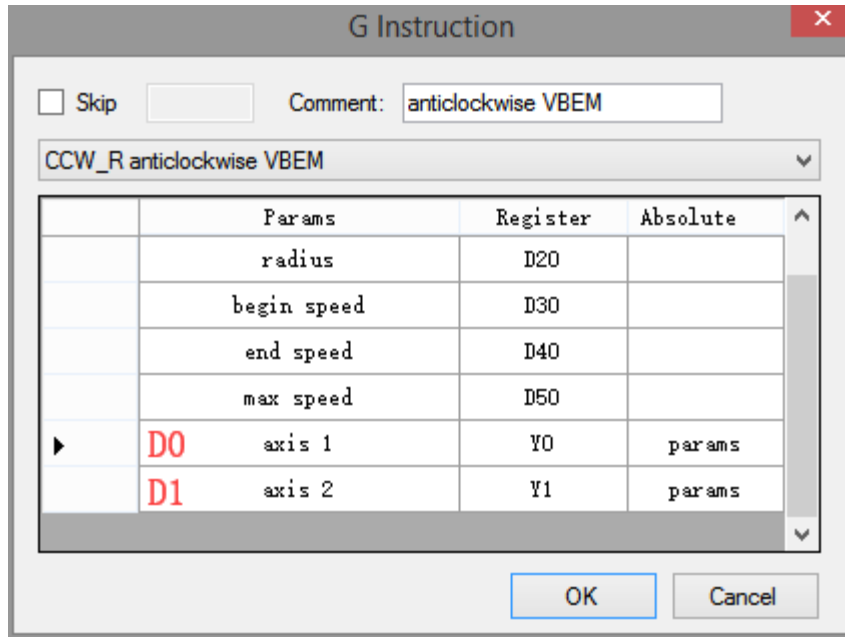 G Instruction
Skip Comment: anticlockwise VBEM
CCW_R anticlockwise VBEM
Params Register Absolute
radius D20
begin speed D30
end speed D40
max speed D50
D0 axis 1 Y0 params
D1 axis 2 Y1 params
OK Cancel